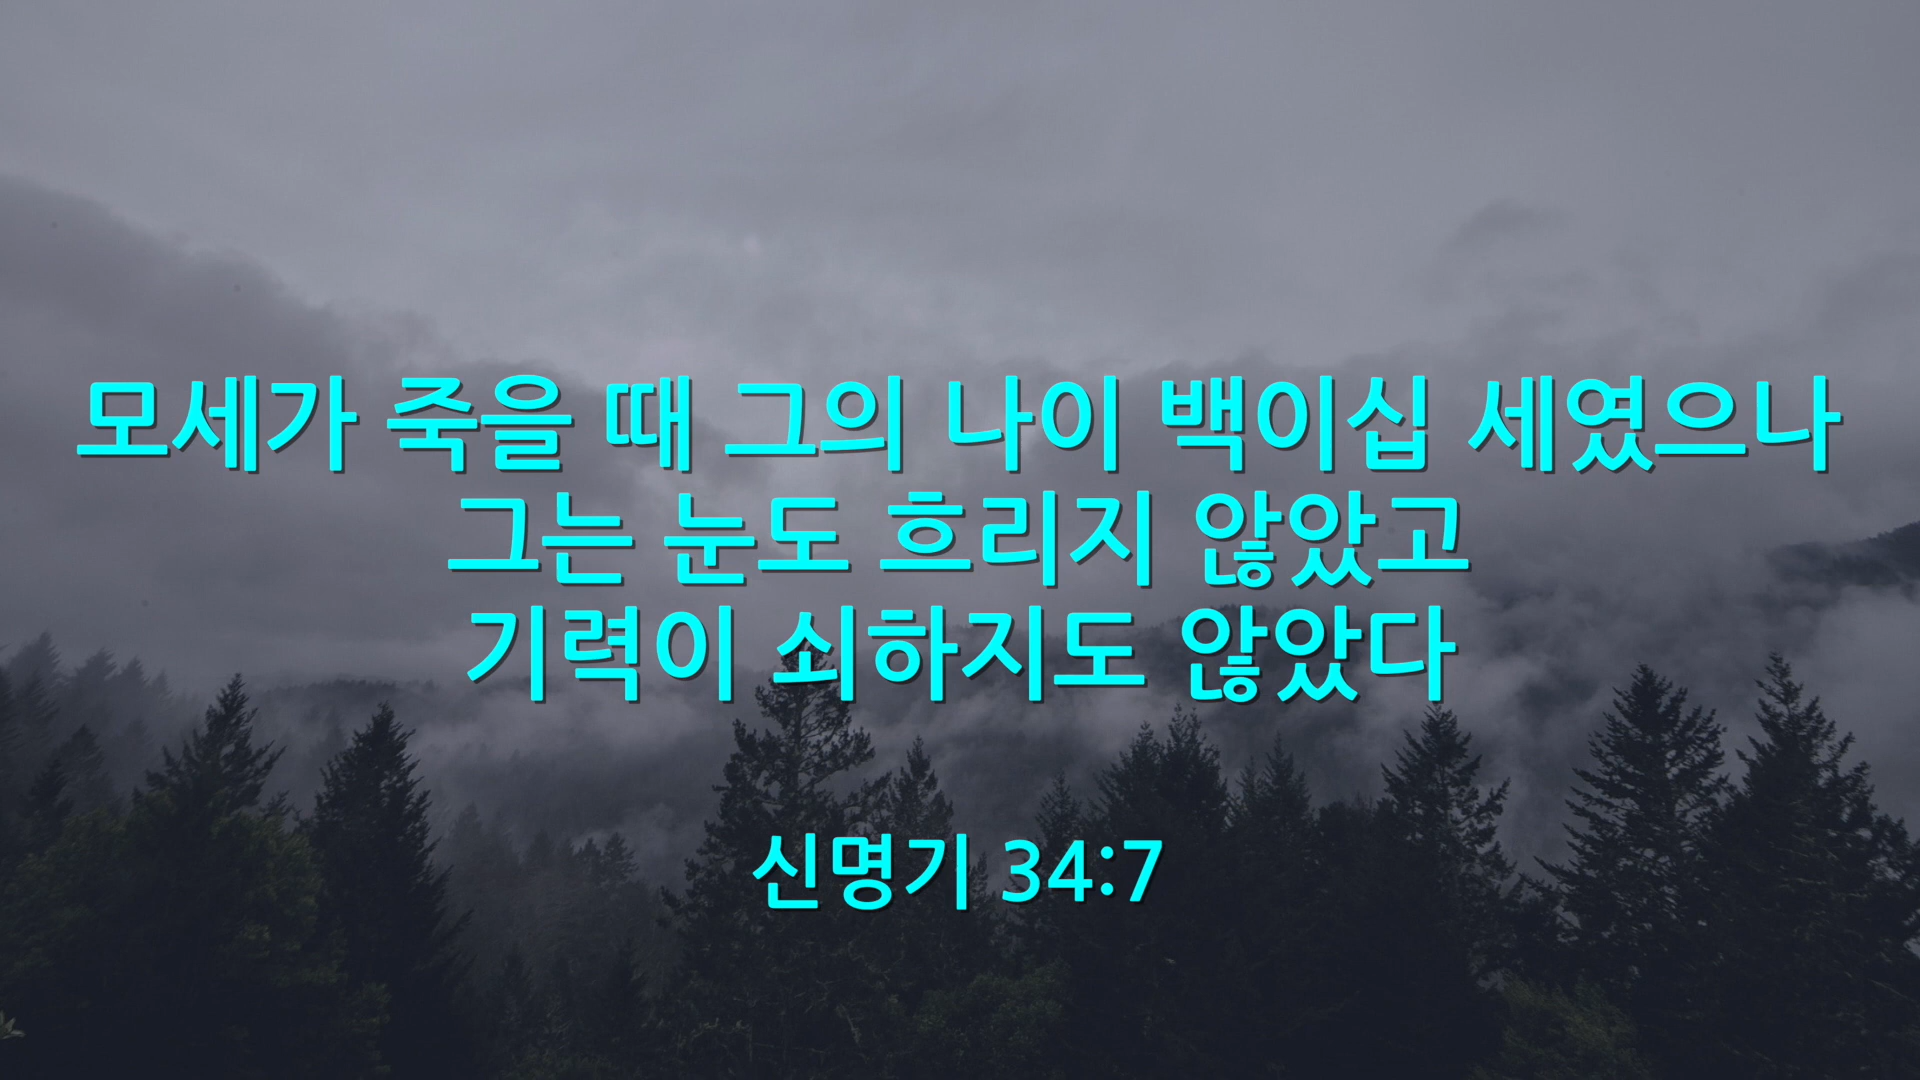 모세가 죽을 때 그의 나이 백이십 세였으나
그는 눈도 흐리지 않았고
기력이 쇠하지도 않았다
신명기 34:7